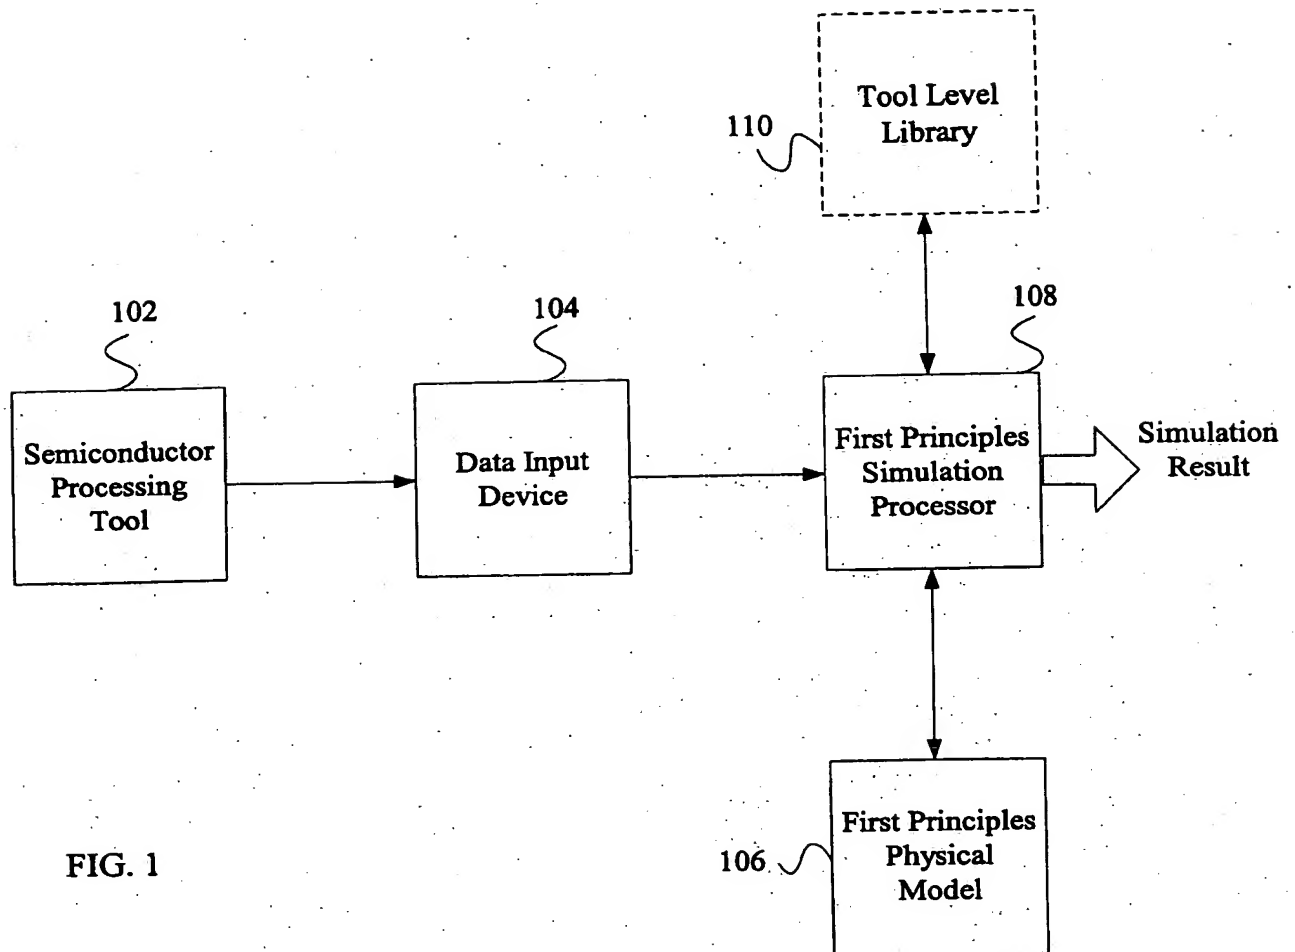 Tool Level
Library
110
102
104
108
Semiconductor
Processing
Tool
Data Input
Device
First Principles
Simulation
Processor
Simulation
Result
First Principles
Physical
Model
106
FIG. 1